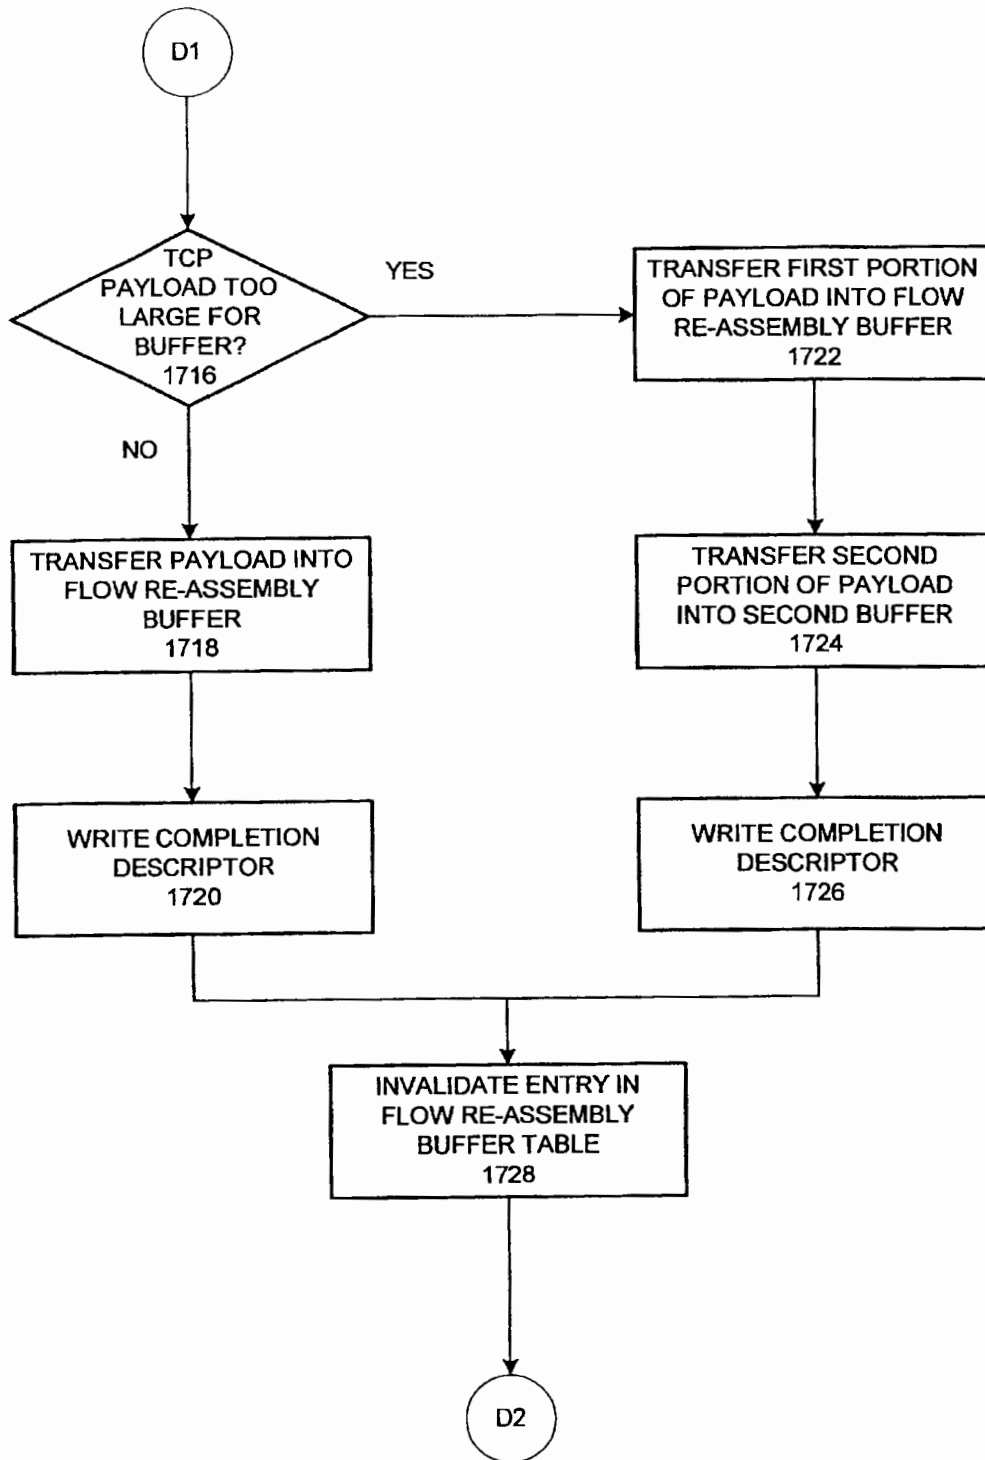 D1
TCP
PAYLOAD TOO
LARGE FOR
BUFFER?
1716
YES
NO
TRANSFER FIRST PORTION
OF PAYLOAD INTO FLOW
RE-ASSEMBLY BUFFER
1722
TRANSFER PAYLOAD INTO
FLOW RE-ASSEMBLY
BUFFER
1718
TRANSFER SECOND
PORTION OF PAYLOAD
INTO SECOND BUFFER
1724
WRITE COMPLETION
DESCRIPTOR
1720
WRITE COMPLETION
DESCRIPTOR
1726
INVALIDATE ENTRY IN
FLOW RE-ASSEMBLY
BUFFER TABLE
1728
D2